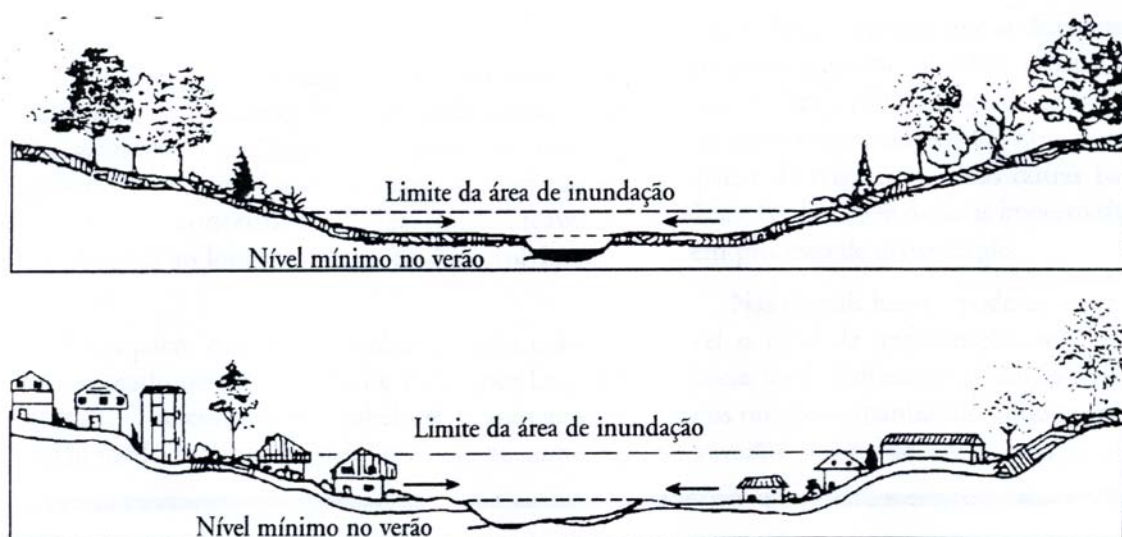 Limite da área de inundação
Nível mínimo no verão
Limite da área de inundação
Nível mínimo no verão